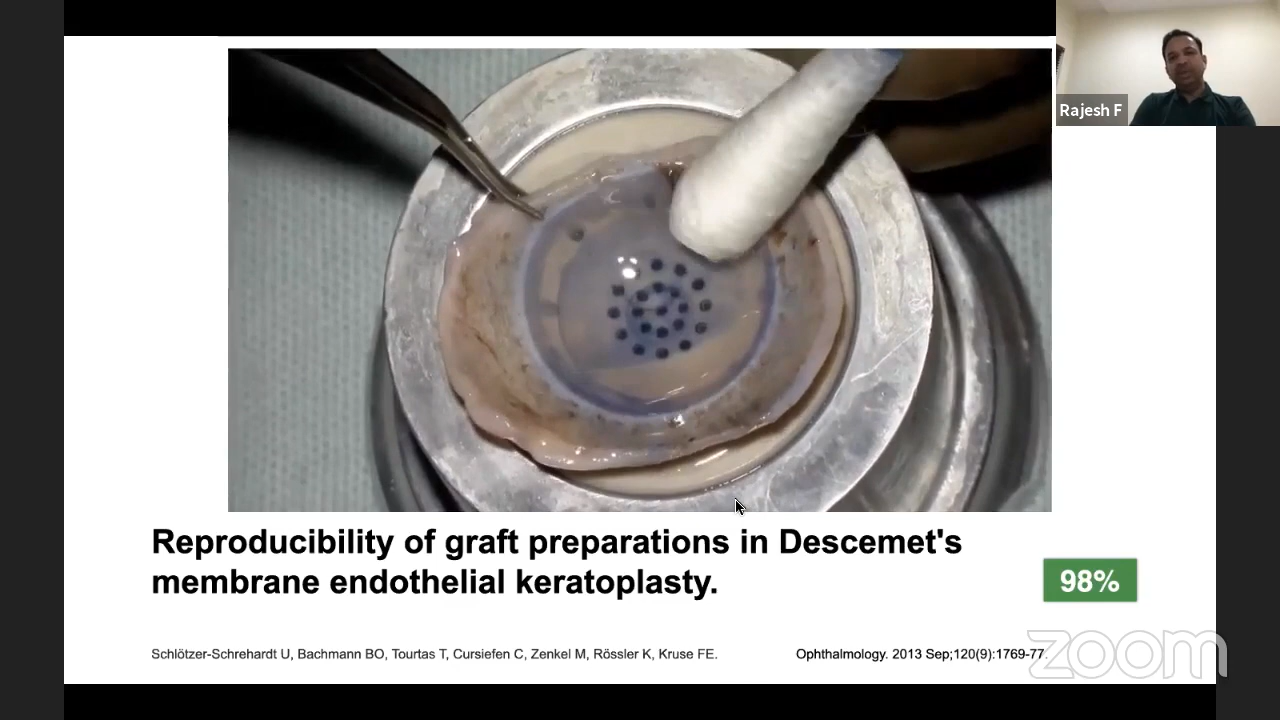 Rajesh F
Reproducibility of graft preparations in Descemet's
membrane endothelial keratoplasty.
98%
Schlötzer-Schrehardt U, Bachmann BO, Tourtas T, Cursiefen C, Zenkel M, Rössler K, Kruse FE.
Ophthalmology. 2013 Sep;120(9):1769-77.
zoom